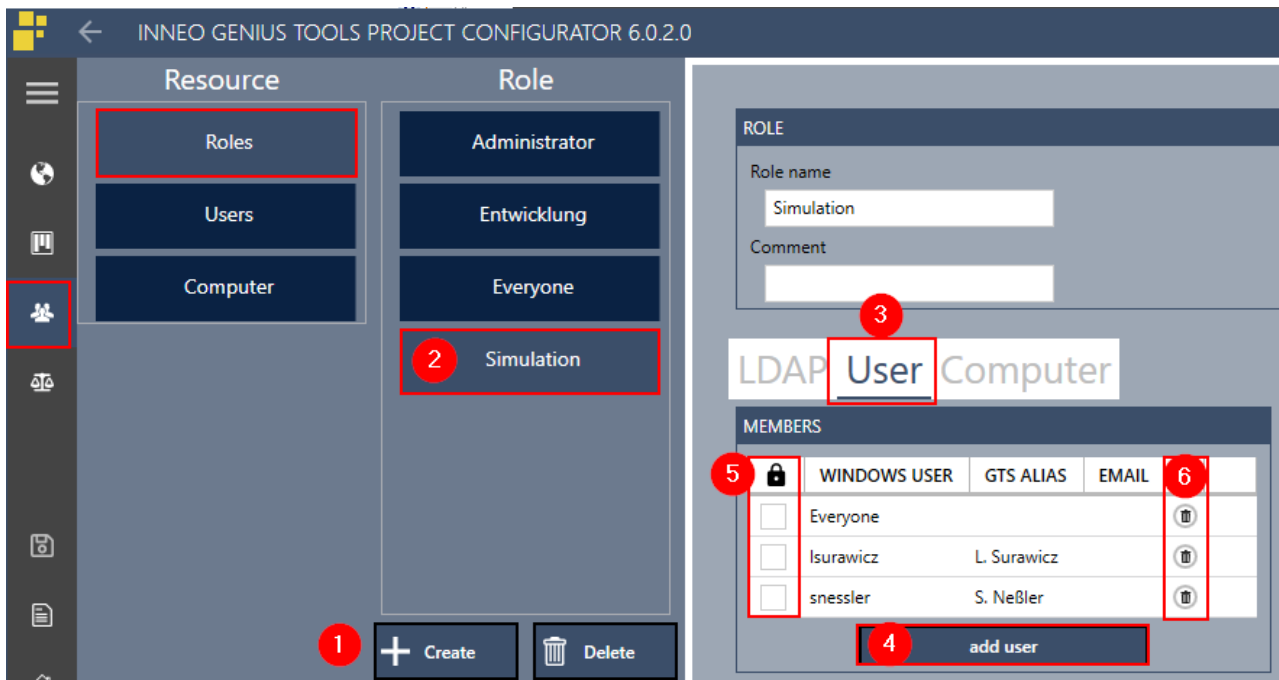 INNEO GENIUS TOOLS PROJECT CONFIGURATOR 6.0.2.0
Resource
Roles
Users
Computer
Role
Administrator
Entwicklung
Everyone
2 Simulation
1 Create Delete
ROLE
Role name
Simulation
Comment
3
LDAP User Computer
MEMBERS
5 WINDOWS USER GTS ALIAS EMAIL 6
Everyone
lsurawicz L. Surawicz
snessler S. Neßler
4 add user